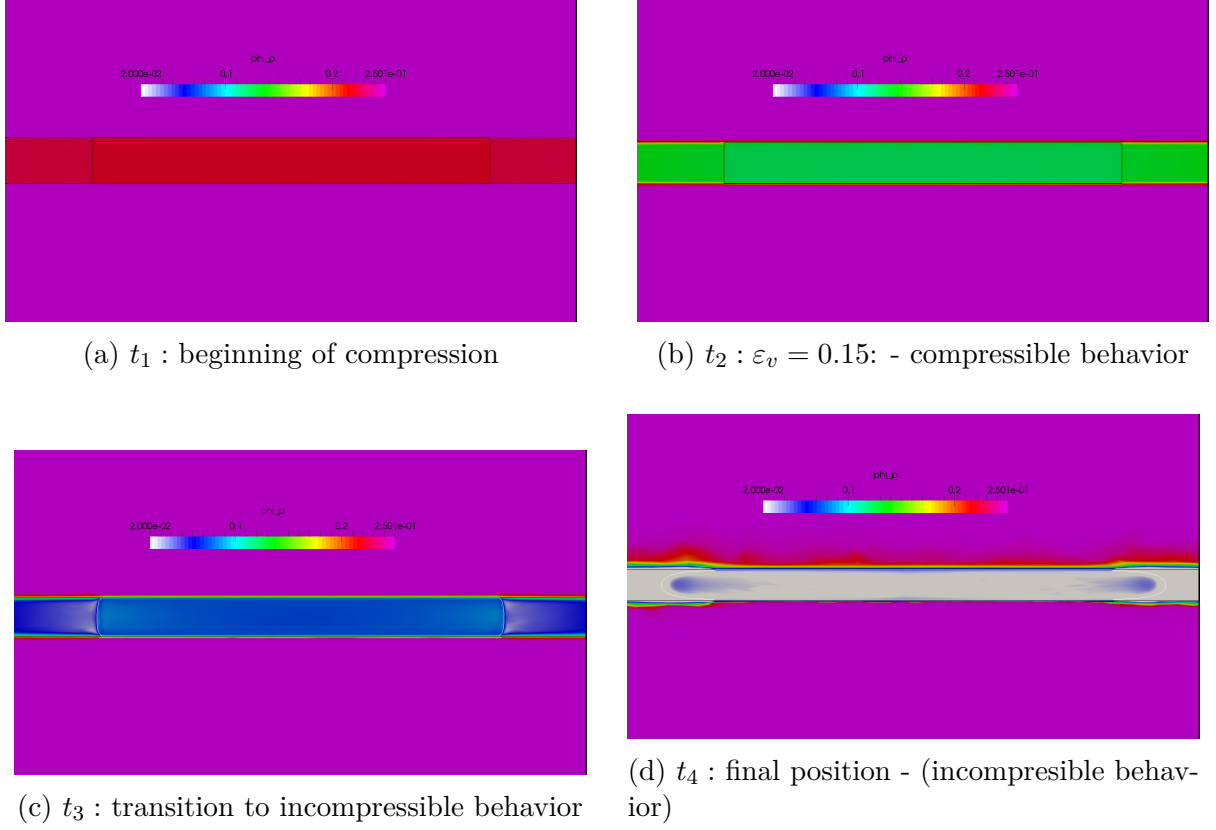 phi_p
2.000e-02 0.1 0.2 2.501e-01
phi_p
2.000e-02 0.1 0.2 2.501e-01
(a) t₁ : beginning of compression
(b) t₂ : εᵥ = 0.15: - compressible behavior
phi_p
2.000e-02 0.1 0.2 2.501e-01
phi_p
2.000e-02 0.1 0.2 2.501e-01
(c) t₃ : transition to incompressible behavior
(d) t₄ : final position - (incompresible behav-
ior)